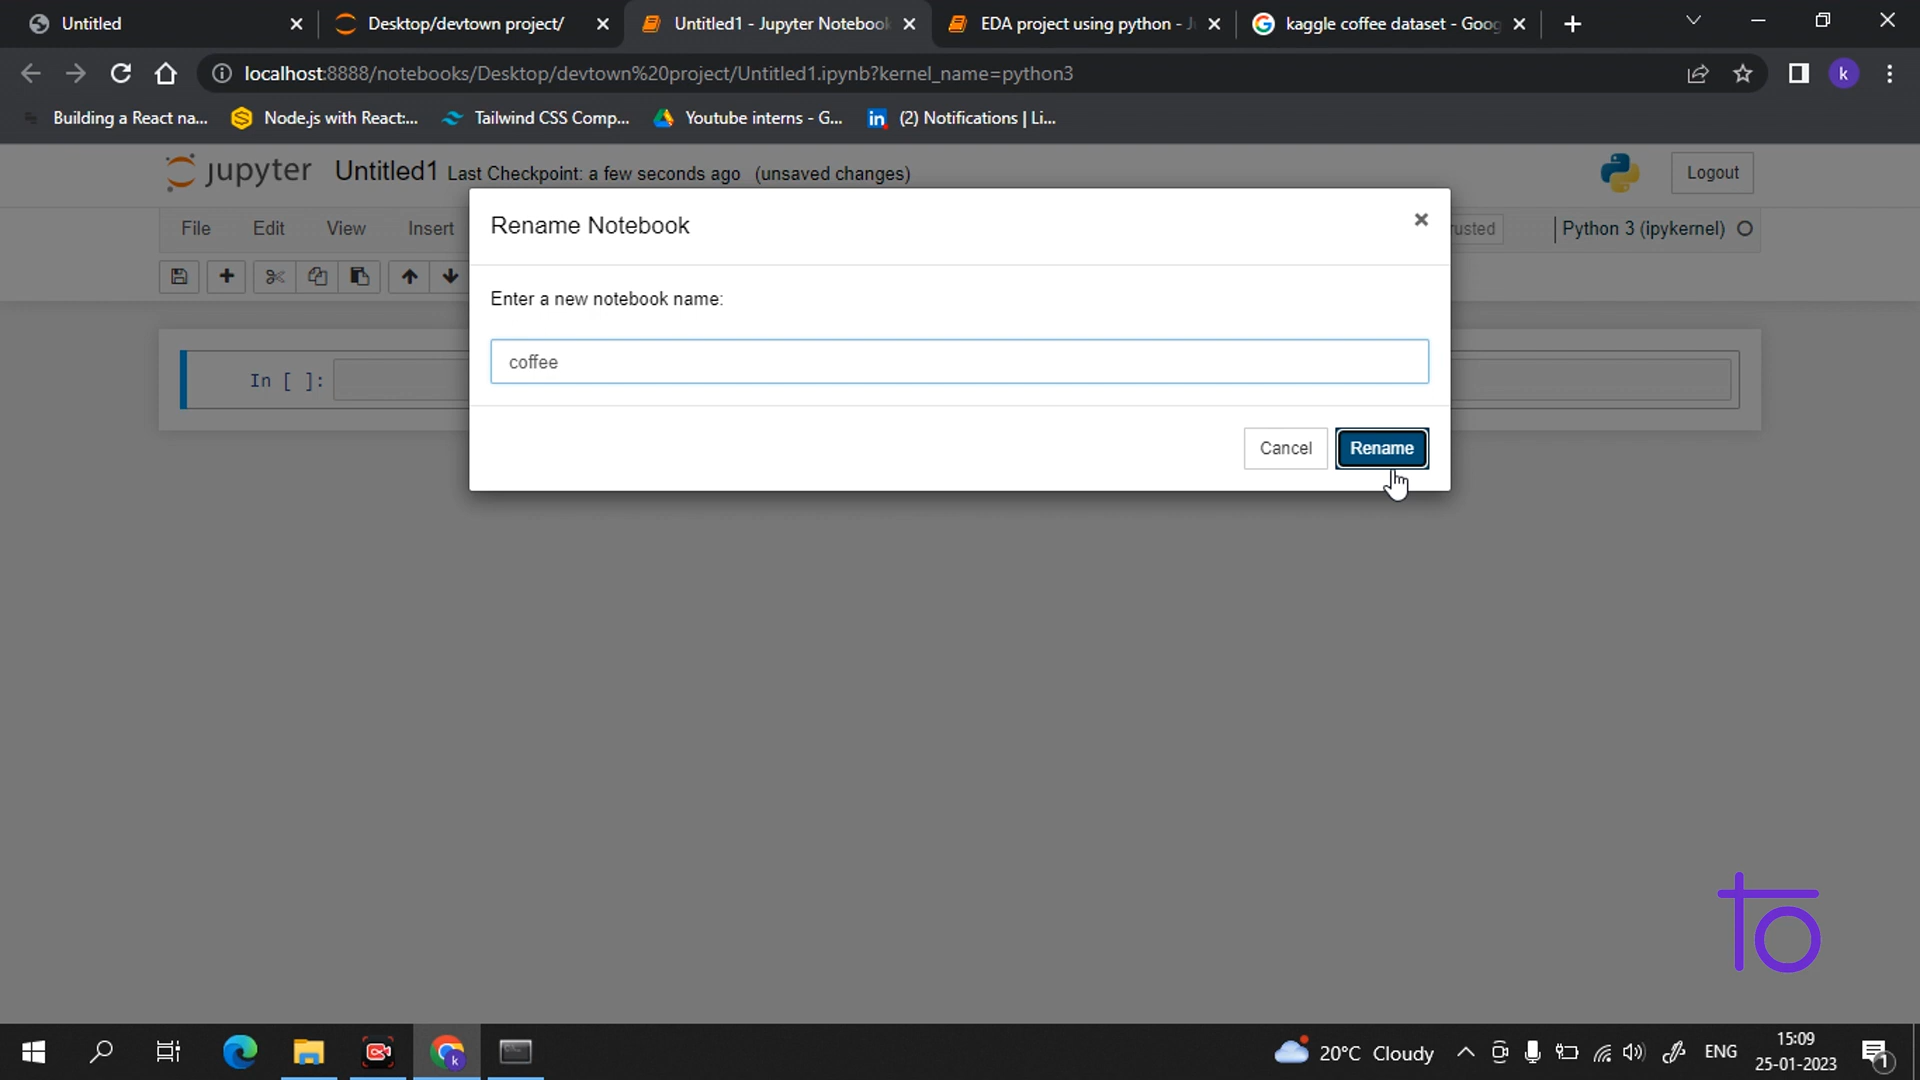 Untitled
Desktop/devtown project/
Untitled1 - Jupyter Notebook
EDA project using python - J
kaggle coffee dataset - Goog
localhost:8888/notebooks/Desktop/devtown%20project/Untitled1.ipynb?kernel_name=python3
k
Building a React na...
Node.js with React:...
Tailwind CSS Comp...
Youtube interns - G...
in
(2) Notifications | Li...
jupyter
Untitled1
Last Checkpoint: a few seconds ago
(unsaved changes)
Logout
Rename Notebook
File
Edit
View
Insert
rusted
Python 3 (ipykernel)
Enter a new notebook name:
coffee
In [ ]:
Cancel
Rename
20°C
Cloudy
ENG
15:09
25-01-2023
1